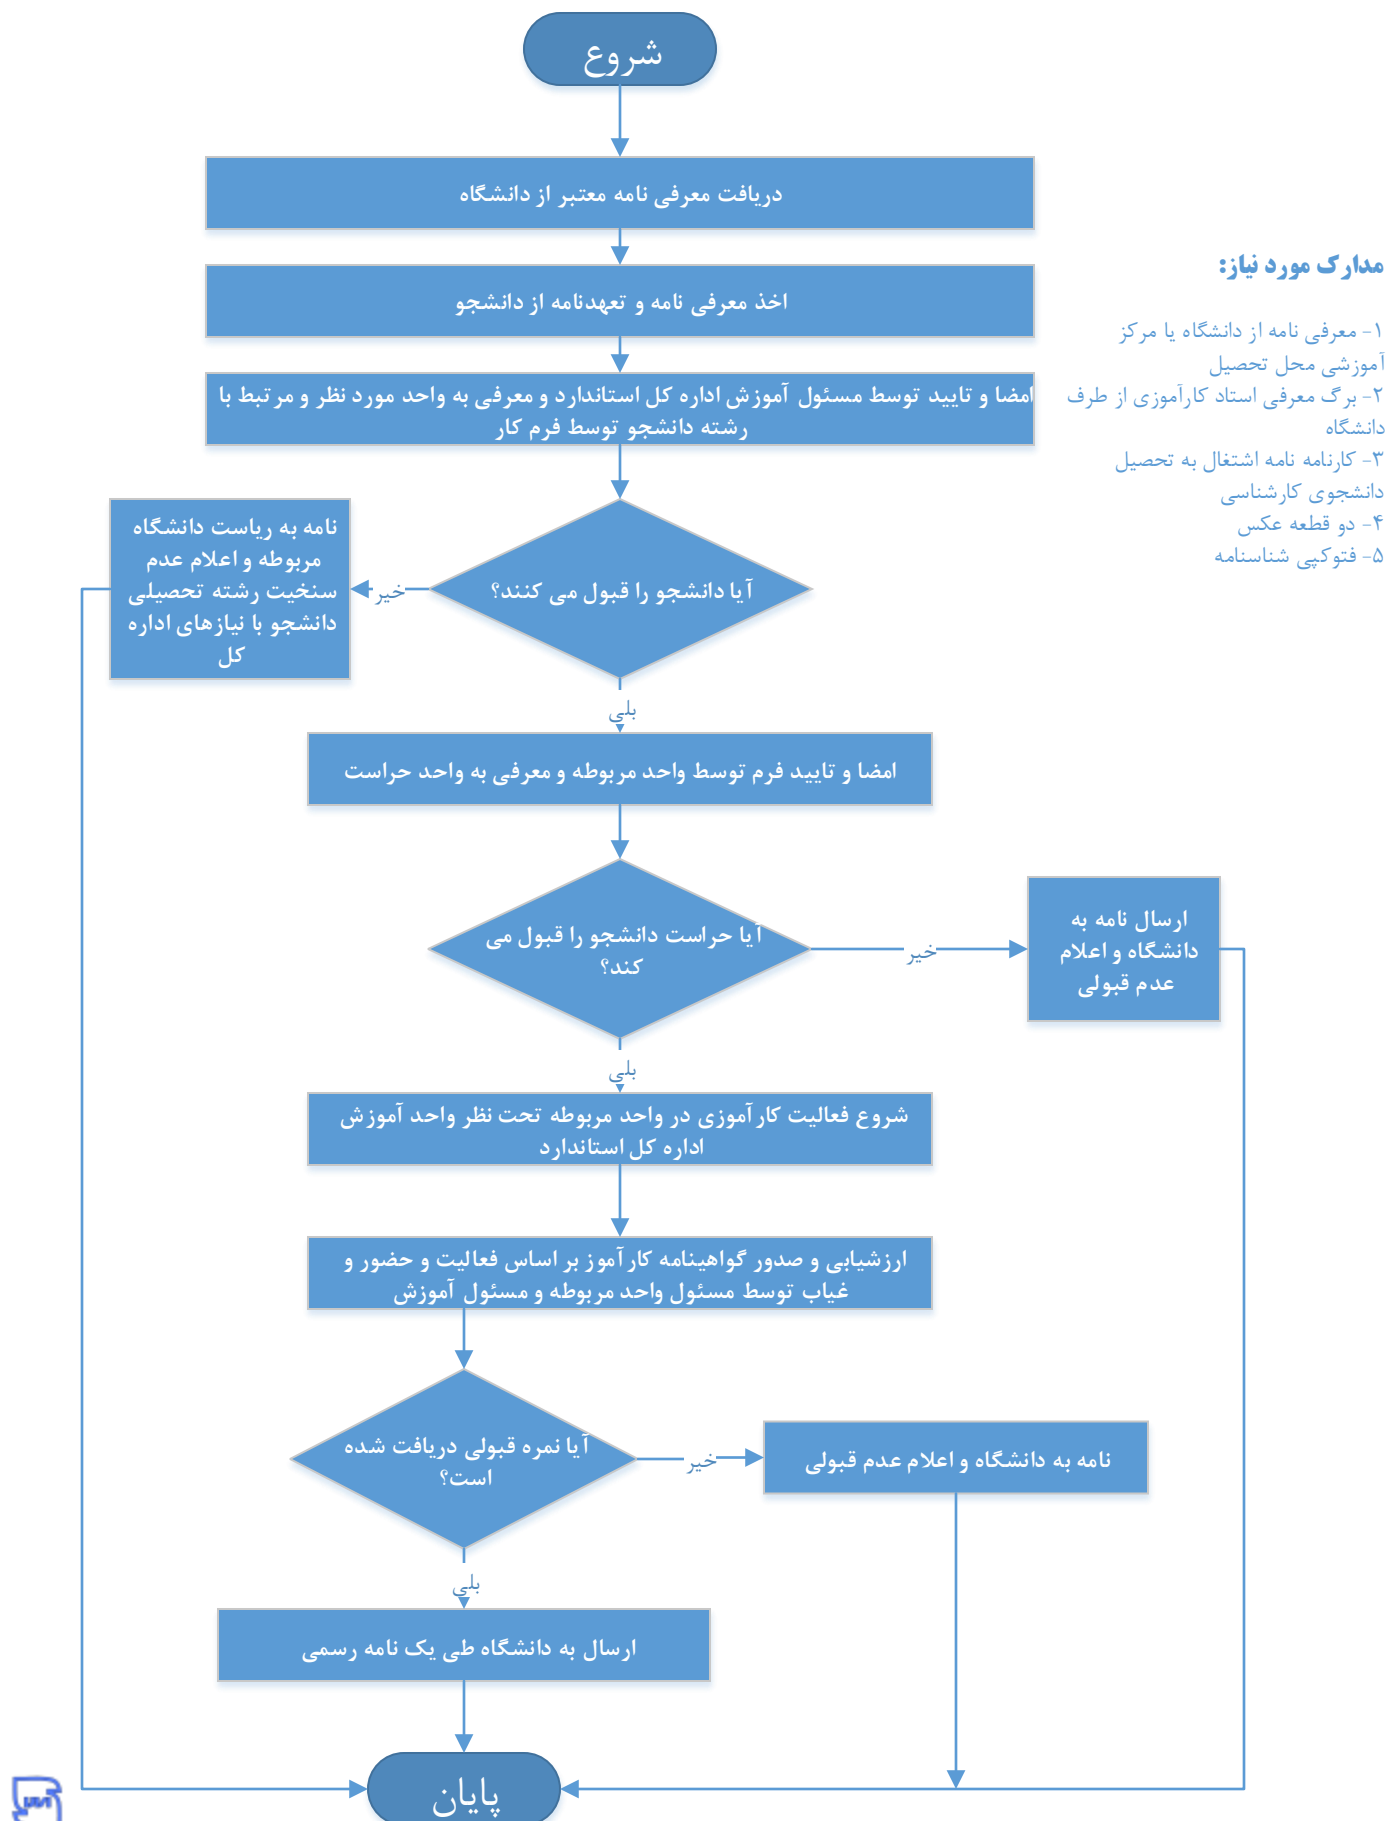 شروع
دریافت معرفی نامه معتبر از دانشگاه
اخذ معرفی نامه و تعهدنامه از دانشجو
امضا و تایید توسط مسئول آموزش اداره کل استاندارد و معرفی به واحد مورد نظر و مرتبط با
رشته دانشجو توسط فرم کار
مدارک مورد نیاز:
۱- معرفی نامه از دانشگاه یا مرکز
آموزشی محل تحصیل
۲- برگ معرفی استاد کارآموزی از طرف
دانشگاه
۳- کارنامه نامه اشتغال به تحصیل
دانشجوی کارشناسی
۴- دو قطعه عکس
۵- فتوکپی شناسنامه
آیا دانشجو را قبول می کنند؟
خیر
نامه به ریاست دانشگاه
مربوطه و اعلام عدم
سنخیت رشته تحصیلی
دانشجو با نیازهای اداره
کل
بلی
امضا و تایید فرم توسط واحد مربوطه و معرفی به واحد حراست
آیا حراست دانشجو را قبول می
کند؟
خیر
ارسال نامه به
دانشگاه و اعلام
عدم قبولی
بلی
شروع فعالیت کارآموزی در واحد مربوطه تحت نظر واحد آموزش
اداره کل استاندارد
ارزشیابی و صدور گواهینامه کارآموز بر اساس فعالیت و حضور و
غیاب توسط مسئول واحد مربوطه و مسئول آموزش
آیا نمره قبولی دریافت شده
است؟
خیر
نامه به دانشگاه و اعلام عدم قبولی
بلی
ارسال به دانشگاه طی یک نامه رسمی
پایان